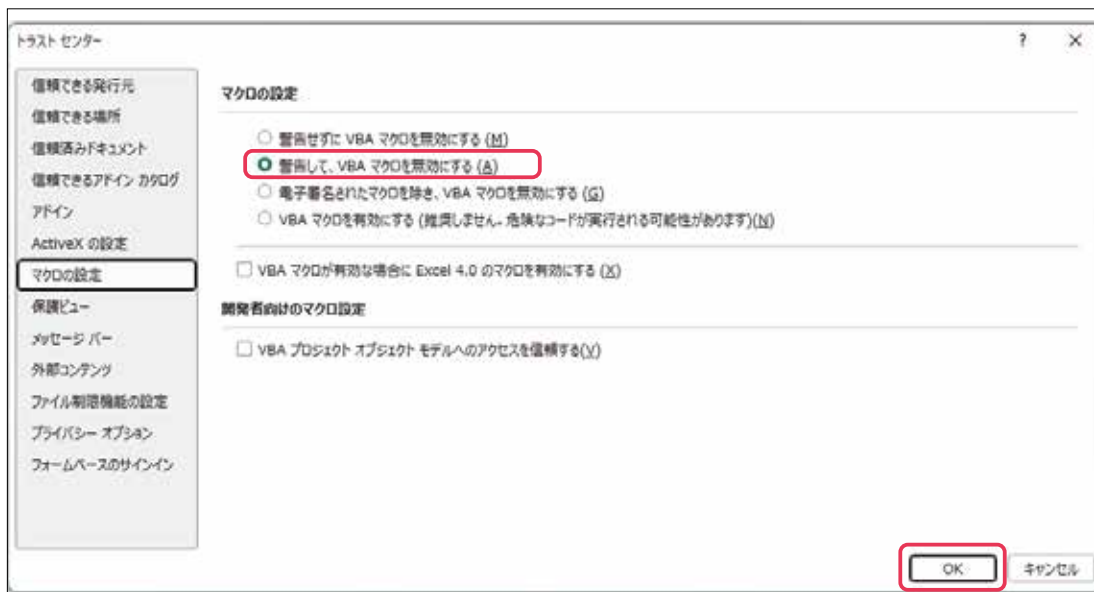 トラスト センター
? ×
信頼できる発行元
信頼できる場所
信頼済みドキュメント
信頼できるアドイン カタログ
アドイン
ActiveX の設定
マクロの設定
保護ビュー
メッセージ バー
外部コンテンツ
ファイル制限機能の設定
プライバシー オプション
フォームベースのサインイン
マクロの設定
警告せずに VBA マクロを無効にする (M)
警告して、VBA マクロを無効にする (A)
電子署名されたマクロを除き、VBA マクロを無効にする (G)
VBA マクロを有効にする (推奨しません。危険なコードが実行される可能性があります)(N)
VBA マクロが有効な場合に Excel 4.0 のマクロを有効にする (X)
開発者向けのマクロ設定
VBA プロジェクト オブジェクト モデルへのアクセスを信頼する(V)
OK キャンセル